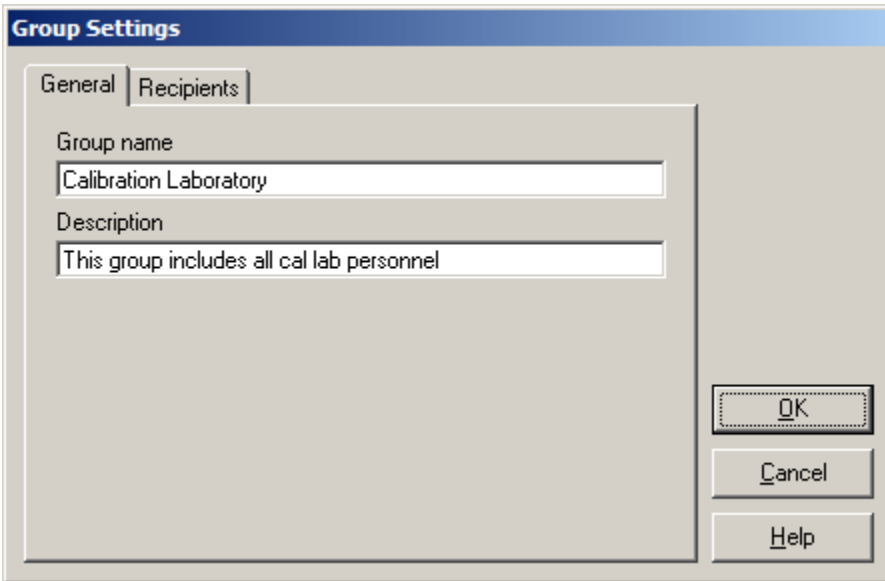 Group Settings
General
Recipients
Group name
Calibration Laboratory
Description
This group includes all cal lab personnel
OK
Cancel
Help